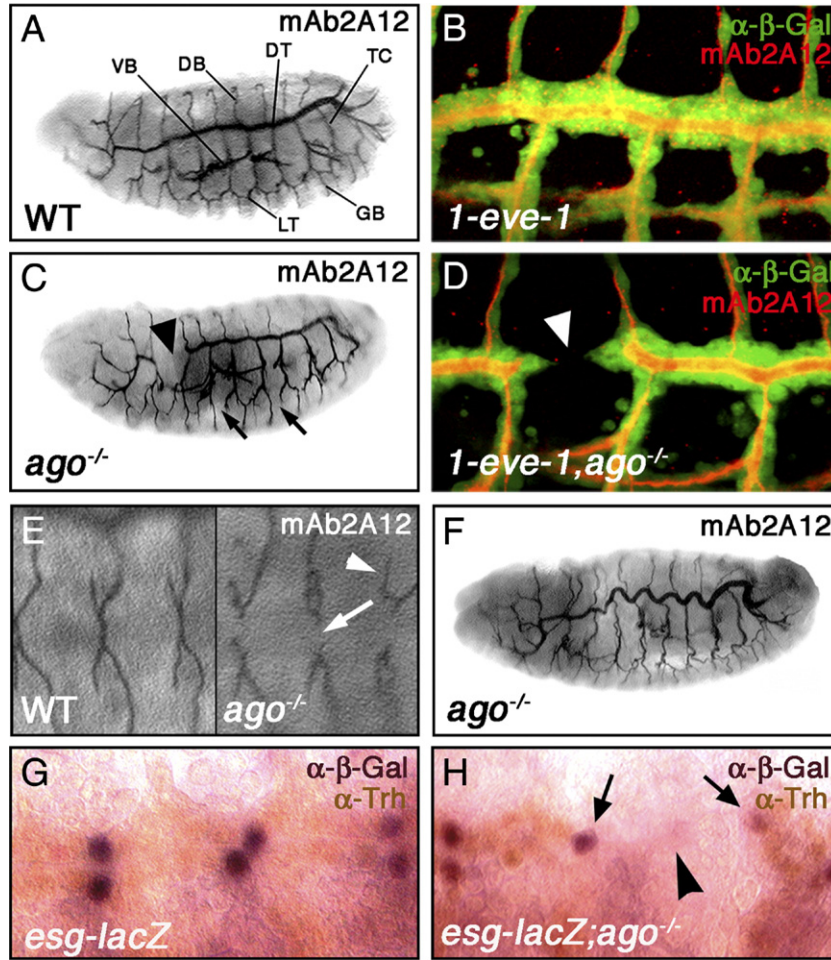 A
mAb2A12
VB
DB
DT
TC
LT
GB
WT
B
α-β-Gal
mAb2A12
1-eve-1
C
mAb2A12
ago-/-
D
α-β-Gal
mAb2A12
1-eve-1,ago-/-
E
mAb2A12
WT
ago-/-
F
mAb2A12
ago-/-
G
α-β-Gal
α-Trh
esg-lacZ
H
α-β-Gal
α-Trh
esg-lacZ;ago-/-